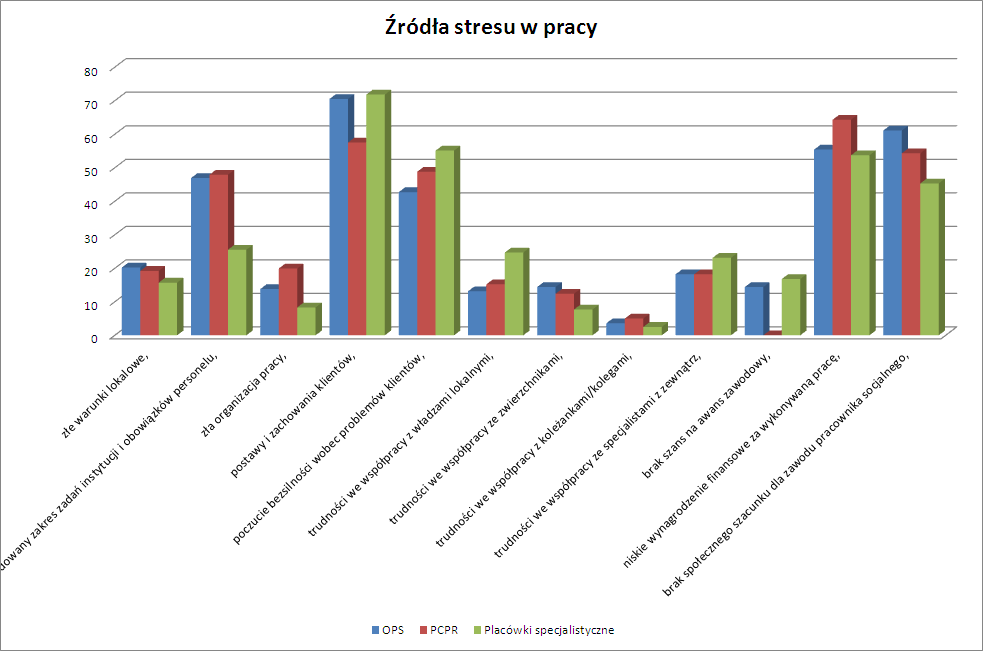 Źródła stresu w pracy
80
70
60
50
40
30
20
10
0
złe warunki lokalowe,
zakres zadań instytucji i obowiązków personelu,
zła organizacja pracy,
postawy i zachowania klientów,
poczucie bezsilności wobec problemów klientów,
trudności we współpracy z władzami lokalnymi,
trudności we współpracy ze zwierzchnikami,
trudności we współpracy z koleżankami/kolegami,
trudności we współpracy ze specjalistami z zewnątrz,
brak szans na awans zawodowy,
niskie wynagrodzenie finansowe za wykonywaną pracę,
brak społecznego szacunku dla zawodu pracownika socjalnego,
OPS PCPR Placówki specjalistyczne